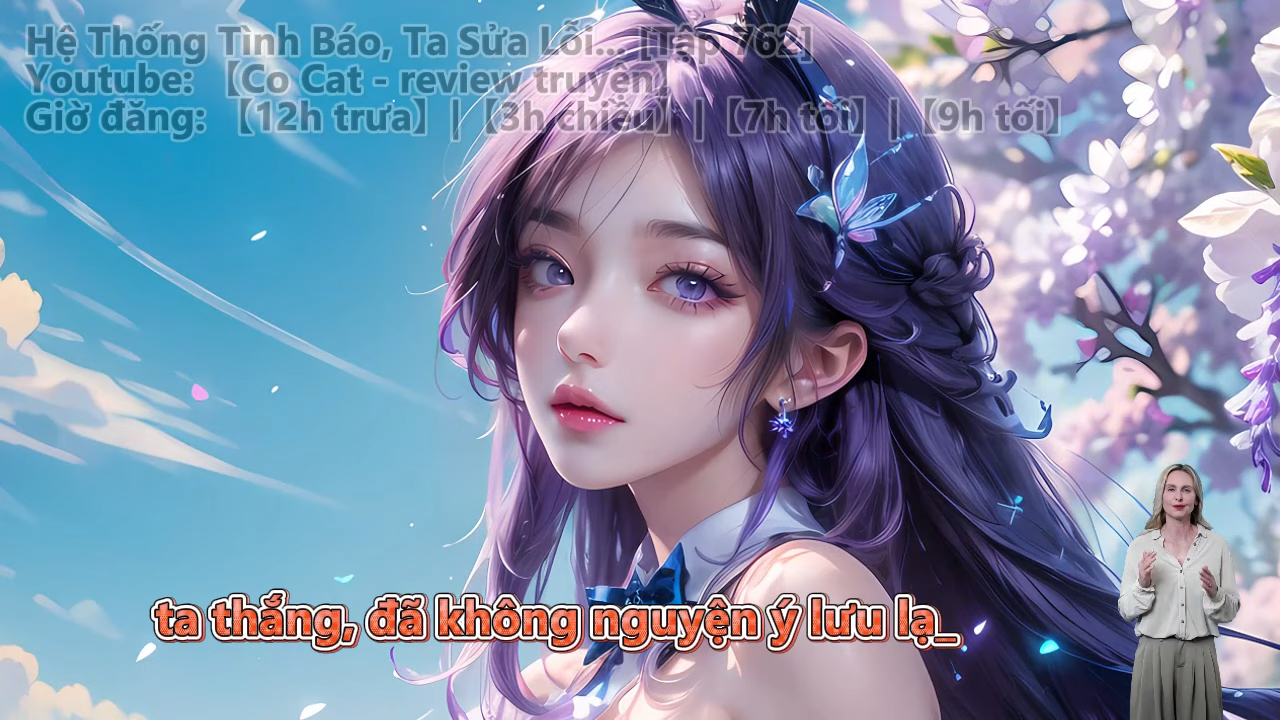 Hệ Thống Tình Báo, Ta Sửa Lỗi... [Tập 762]
Youtube: 【Co Cat - review truyện】
Giờ đăng: 【12h trưa】 | 【3h chiều】 | 【7h tối】 | 【9h tối】
ta thắng, đã không nguyện ý lưu lạ_